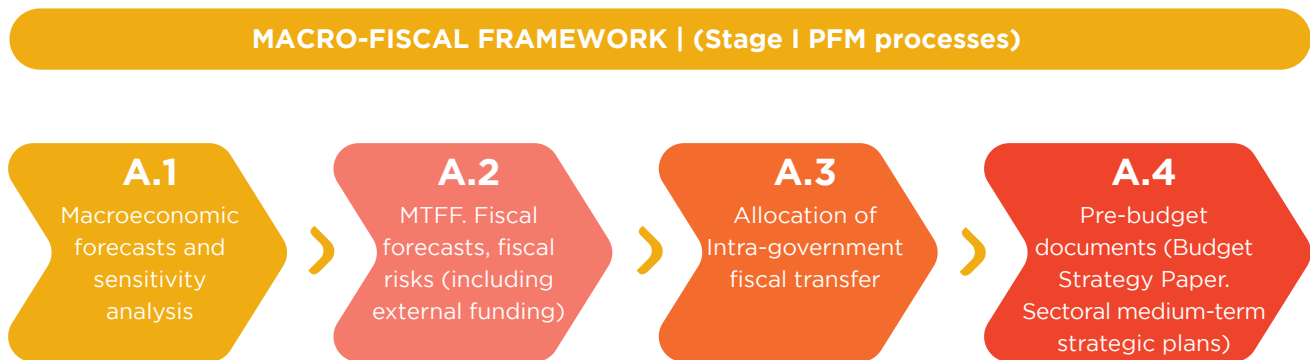 MACRO-FISCAL FRAMEWORK | (Stage I PFM processes)
A.1
Macroeconomic
forecasts and
sensitivity
analysis
A.2
MTFF. Fiscal
forecasts, fiscal
risks (including
external funding)
A.3
Allocation of
Intra-government
fiscal transfer
A.4
Pre-budget
documents (Budget
Strategy Paper.
Sectoral medium-term
strategic plans)